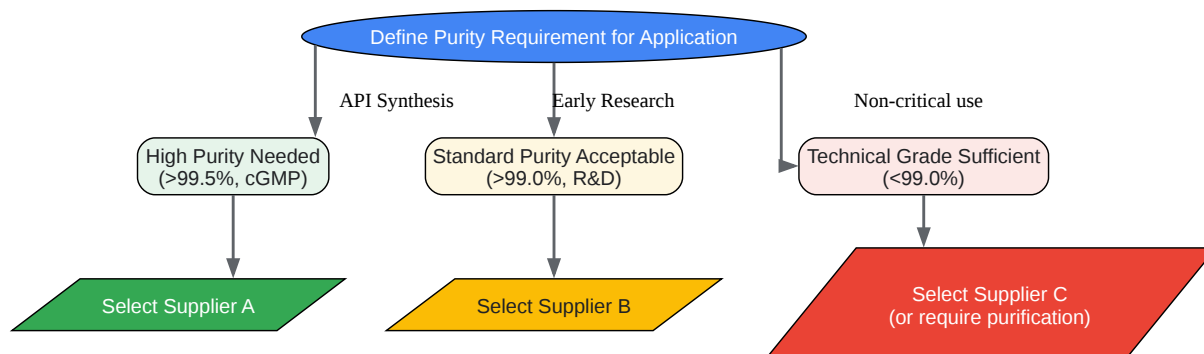 Define Purity Requirement for Application
API Synthesis
Early Research
Non-critical use
High Purity Needed
(>99.5%, cGMP)
Standard Purity Acceptable
(>99.0%, R&D)
Technical Grade Sufficient
(<99.0%)
Select Supplier A
Select Supplier B
Select Supplier C
(or require purification)